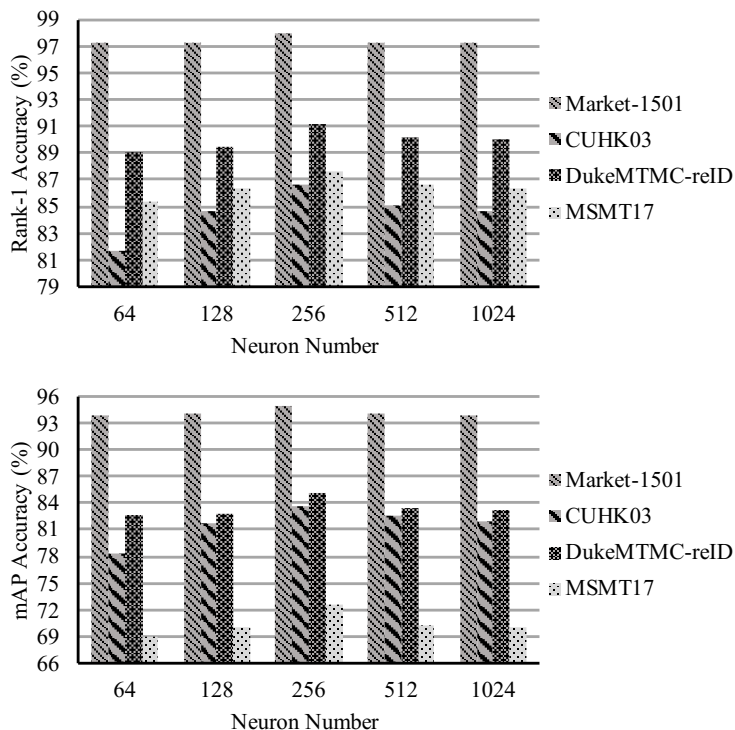 Rank-1 Accuracy (%)
99
97
95
93
91
89
87
85
83
81
79
64 128 256 512 1024
Neuron Number
Market-1501
CUHK03
DukeMTMC-reID
MSMT17
mAP Accuracy (%)
96
93
90
87
84
81
78
75
72
69
66
64 128 256 512 1024
Neuron Number
Market-1501
CUHK03
DukeMTMC-reID
MSMT17